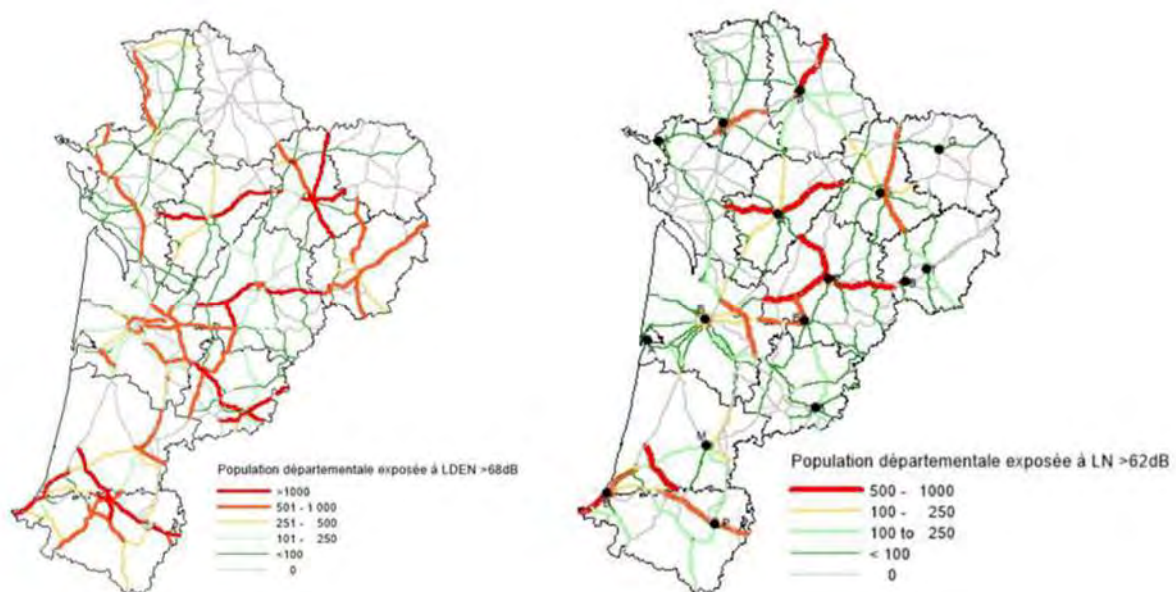 Population départementale exposée à LDEN >68dB
>1000
501 - 1 000
251 - 500
101 - 250
<100
0
M
Population départementale exposée à LN >62dB
500 - 1000
100 - 250
100 to 250
< 100
0